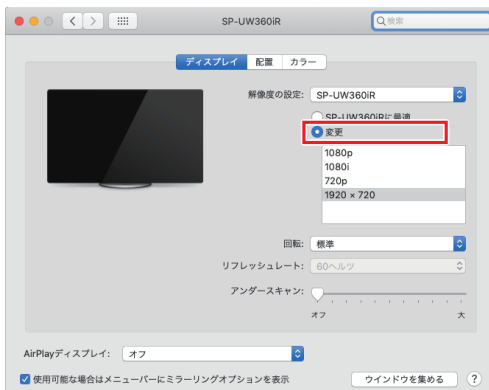 SP-UW360iR
検索
ディスプレイ 配置 カラー
解像度の設定: SP-UW360iR
SP-UW360iRに最適
変更
1080p
1080i
720p
1920 × 720
回転: 標準
リフレッシュレート: 60ヘルツ
アンダースキャン:
オフ 大
AirPlayディスプレイ: オフ
使用可能な場合はメニューバーにミラーリングオプションを表示 ウインドウを集める ?